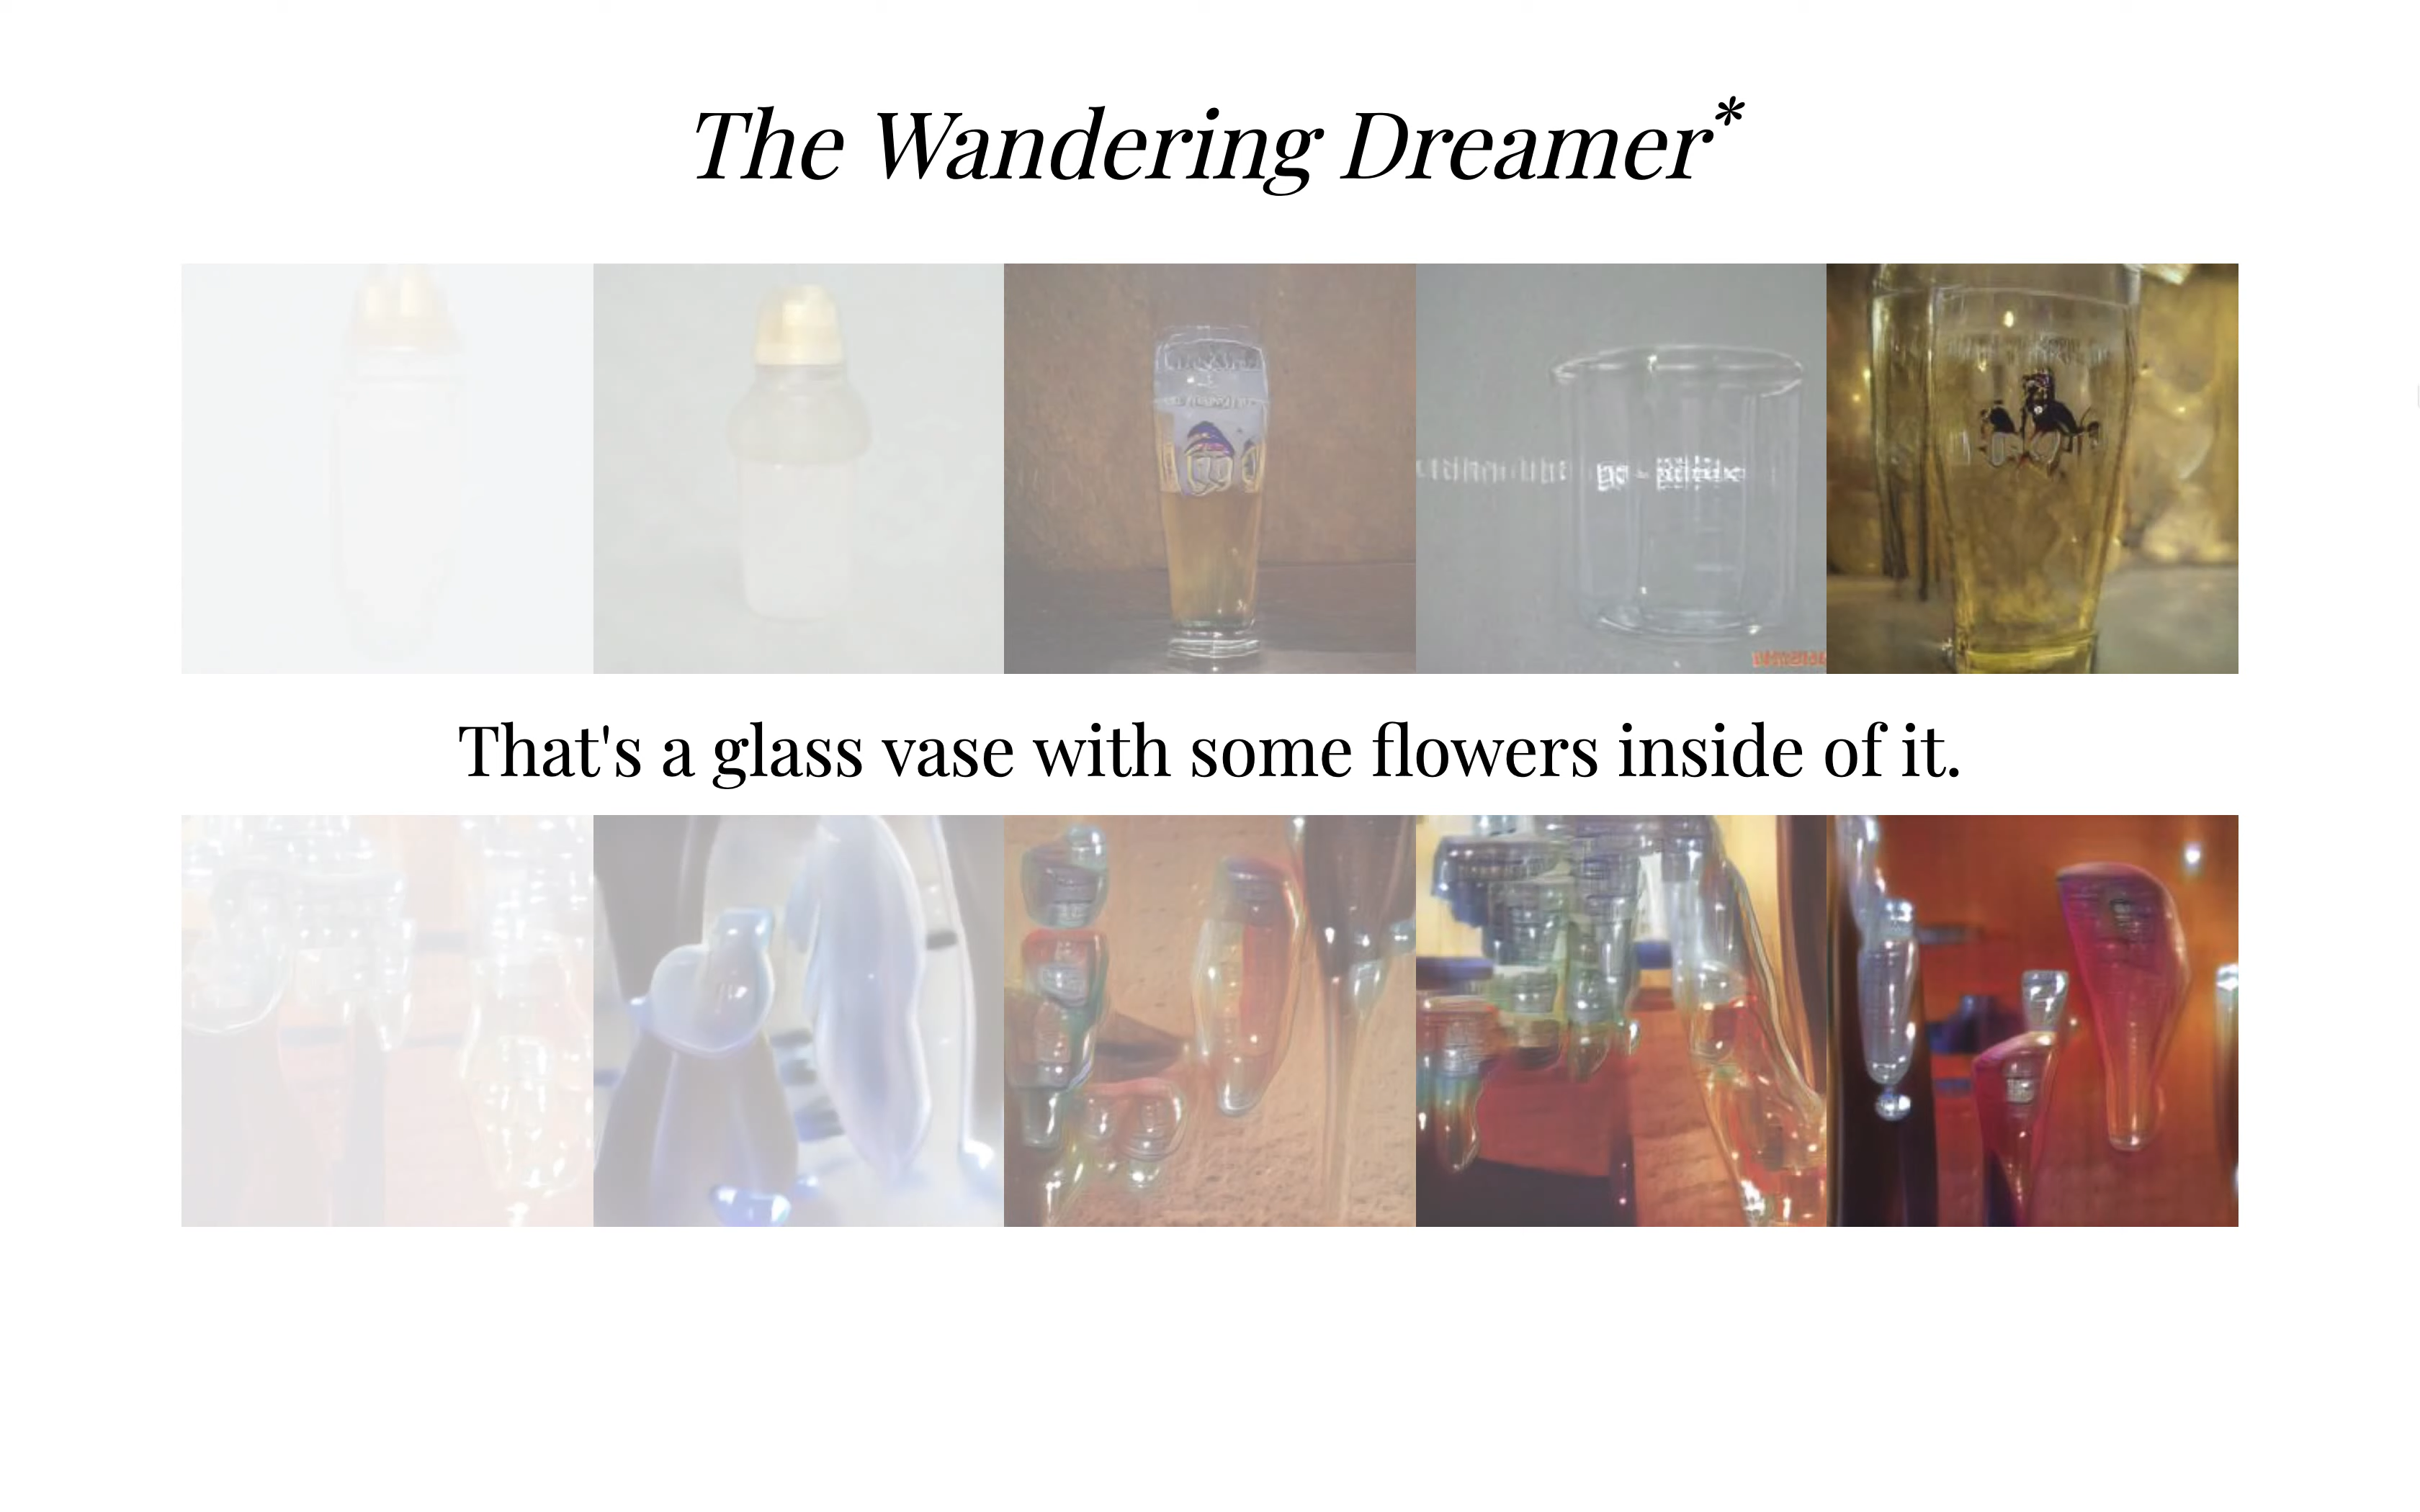 The Wandering Dreamer*
That's a glass vase with some flowers inside of it.